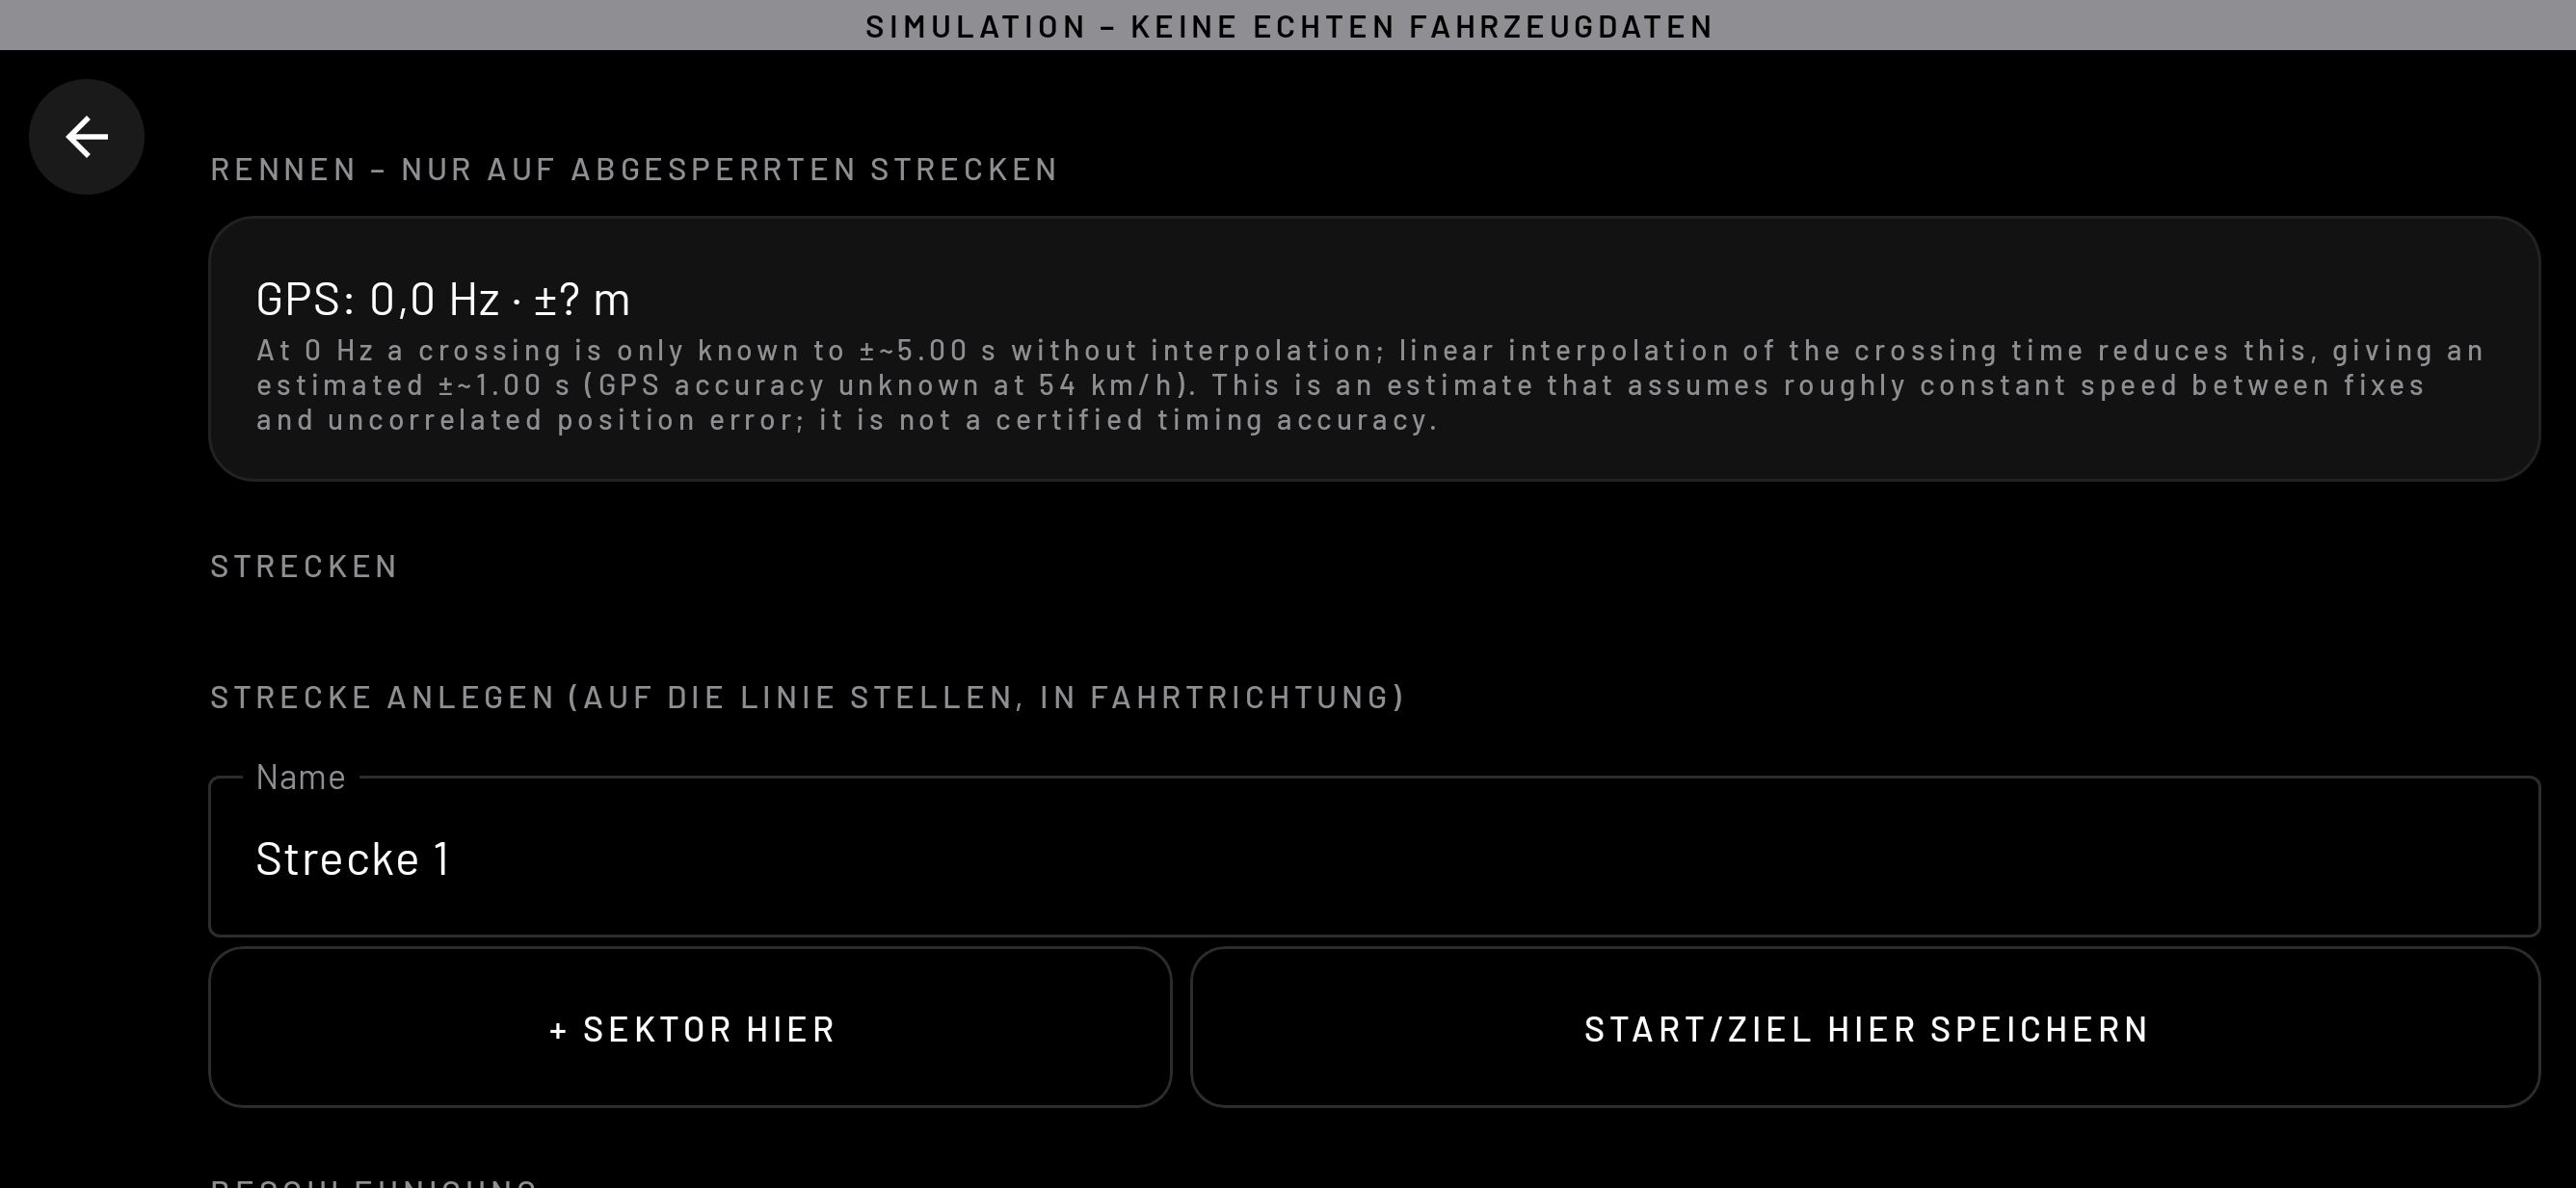 SIMULATION – KEINE ECHTEN FAHRZEUGDATEN
RENNEN – NUR AUF ABGESPERRTEN STRECKEN
GPS: 0,0 Hz · ±? m
At 0 Hz a crossing is only known to ±~5.00 s without interpolation; linear interpolation of the crossing time reduces this, giving an
estimated ±~1.00 s (GPS accuracy unknown at 54 km/h). This is an estimate that assumes roughly constant speed between fixes
and uncorrelated position error; it is not a certified timing accuracy.
STRECKEN
STRECKE ANLEGEN (AUF DIE LINIE STELLEN, IN FAHRTRICHTUNG)
Name
Strecke 1
+ SEKTOR HIER
START/ZIEL HIER SPEICHERN